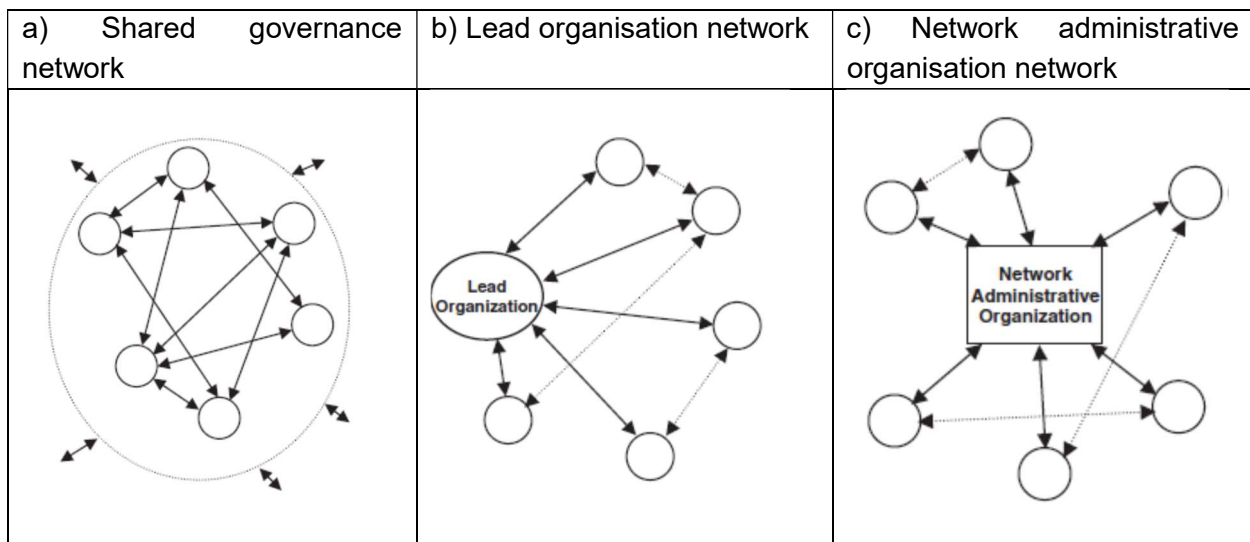 a) Shared governance
network
b) Lead organisation network
c) Network administrative
organisation network
Lead
Organization
Network
Administrative
Organization